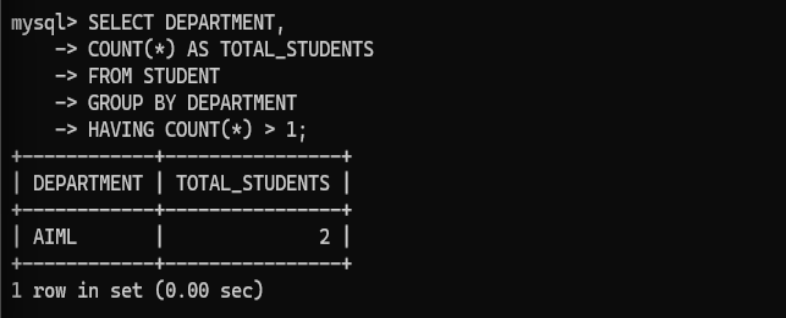 mysql> SELECT DEPARTMENT,
    -> COUNT(*) AS TOTAL_STUDENTS
    -> FROM STUDENT
    -> GROUP BY DEPARTMENT
    -> HAVING COUNT(*) > 1;
+------------+----------------+
| DEPARTMENT | TOTAL_STUDENTS |
+------------+----------------+
| AIML       |              2 |
+------------+----------------+
1 row in set (0.00 sec)